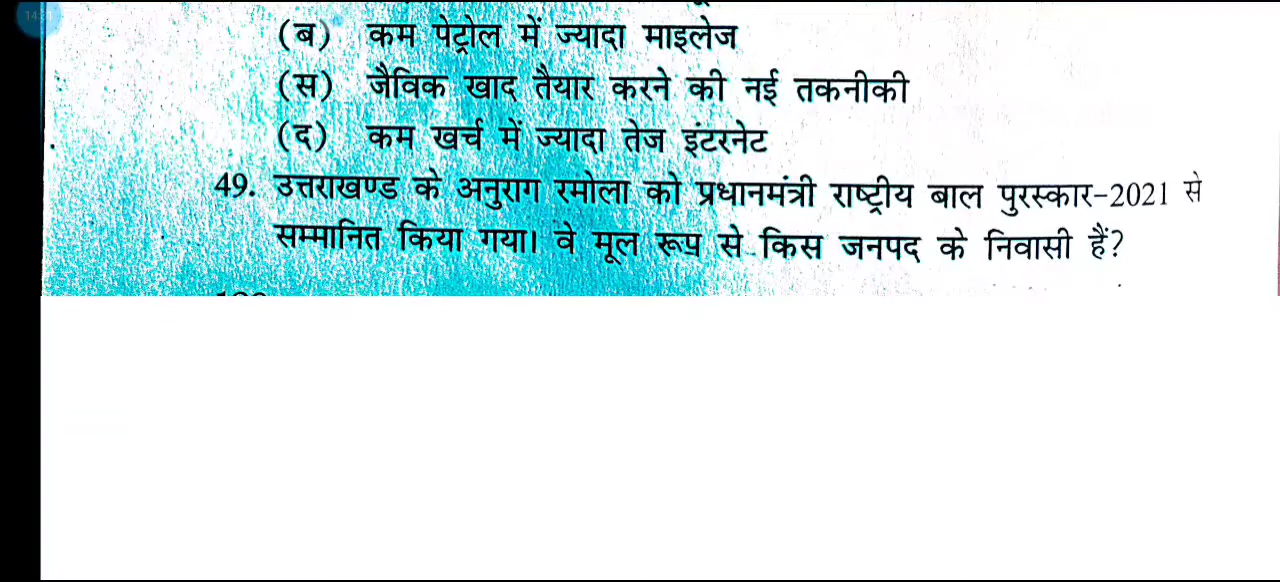 (ब) कम पेट्रोल में ज्यादा माइलेज
(स) जैविक खाद तैयार करने की नई तकनीकी
(द) कम खर्च में ज्यादा तेज इंटरनेट
49. उत्तराखण्ड के अनुराग रमोला को प्रधानमंत्री राष्ट्रीय बाल पुरस्कार-2021 से
सम्मानित किया गया। वे मूल रूप से किस जनपद के निवासी हैं?